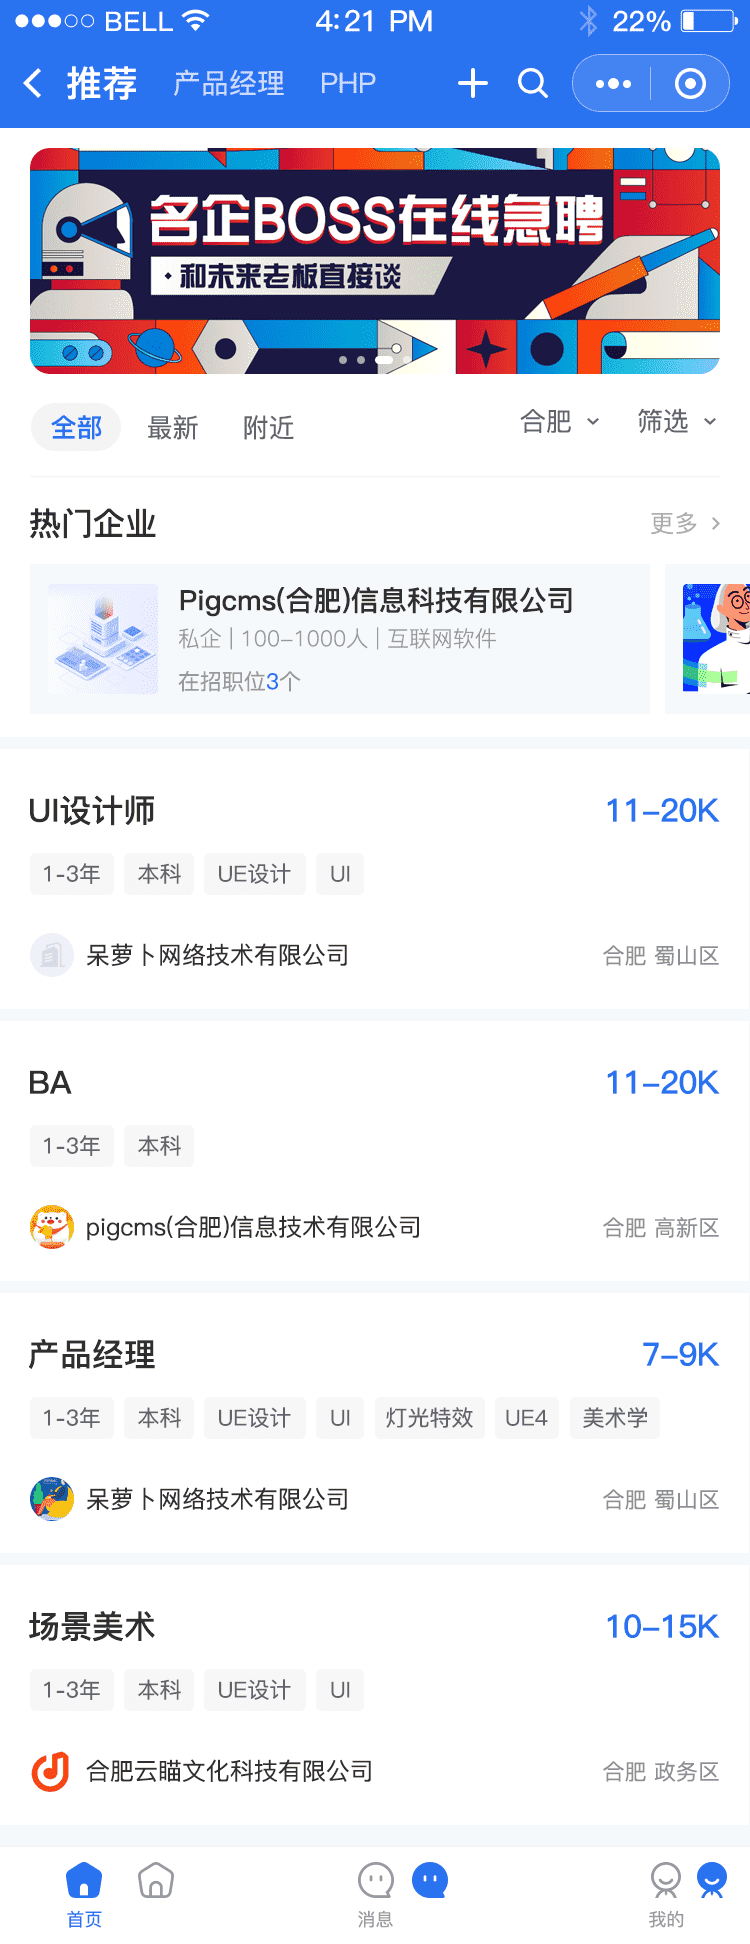 BELL 4:21 PM 22%
推荐 产品经理 PHP
名企BOSS在线急聘
·和未来老板直接谈
全部 最新 附近 合肥 筛选
热门企业 更多
Pigcms(合肥)信息科技有限公司
私企 | 100-1000人 | 互联网软件
在招职位3个
UI设计师 11-20K
1-3年 本科 UE设计 UI
呆萝卜网络技术有限公司 合肥 蜀山区
BA 11-20K
1-3年 本科
pigcms(合肥)信息技术有限公司 合肥 高新区
产品经理 7-9K
1-3年 本科 UE设计 UI 灯光特效 UE4 美术学
呆萝卜网络技术有限公司 合肥 蜀山区
场景美术 10-15K
1-3年 本科 UE设计 UI
合肥云瞄文化科技有限公司 合肥 政务区
首页 消息 我的